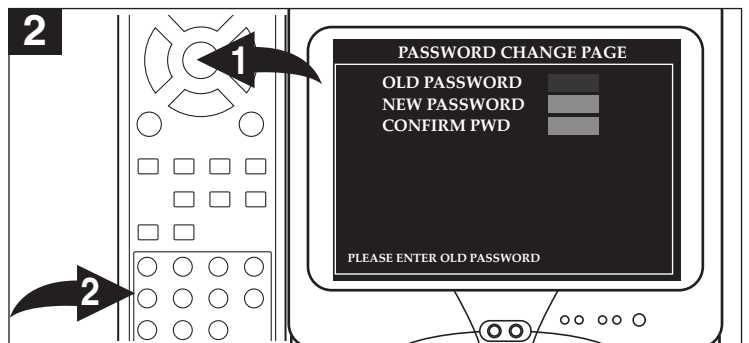 2
1
PASSWORD CHANGE PAGE
OLD PASSWORD
NEW PASSWORD
CONFIRM PWD
PLEASE ENTER OLD PASSWORD
2